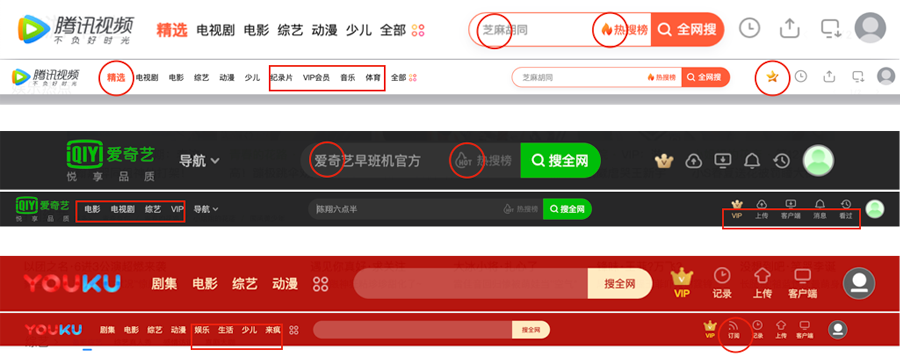 腾讯视频 精选 电视剧 电影 综艺 动漫 少儿 全部 芝麻胡同 热搜榜 全网搜
不负好时光
腾讯视频 精选 电视剧 电影 综艺 动漫 少儿 纪录片 VIP会员 音乐 体育 全部 芝麻胡同 热搜榜 全网搜
不负好时光
iQIYI 爱奇艺 导航 爱奇艺早班机官方 HOT 热搜榜 搜全网
悦享品质
iQIYI 爱奇艺 电影 电视剧 综艺 VIP 导航 陈翔六点半 热搜榜 搜全网 VIP 上传 客户端 消息 看过
悦享品质
YOUKU 剧集 电影 综艺 动漫 搜全网 VIP 记录 上传 客户端
YOUKU 剧集 电影 综艺 动漫 娱乐 生活 少儿 来疯 搜全网 VIP 订阅 记录 上传 客户端